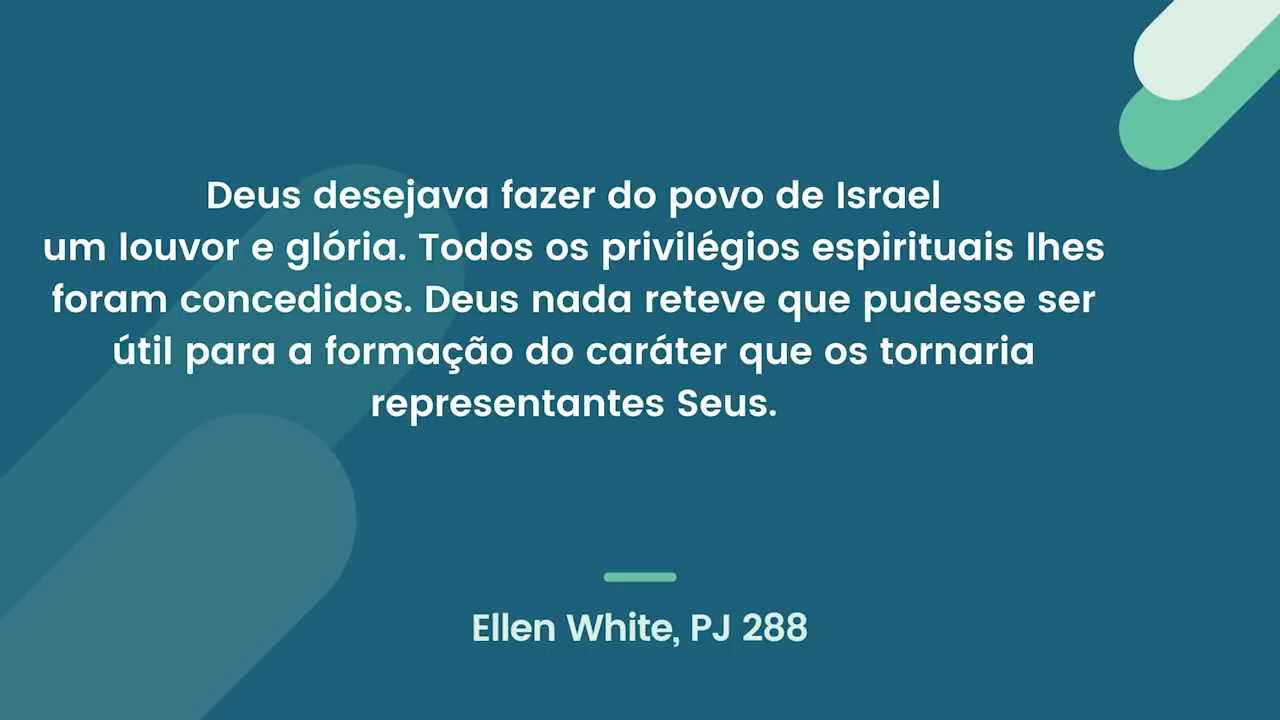 Deus desejava fazer do povo de Israel
um louvor e glória. Todos os privilégios espirituais lhes
foram concedidos. Deus nada reteve que pudesse ser
útil para a formação do caráter que os tornaria
representantes Seus.
Ellen White, PJ 288